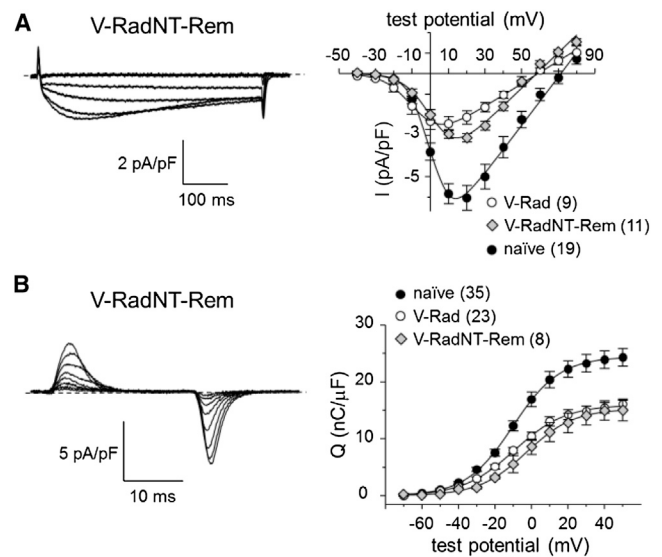 A
V-RadNT-Rem
2 pA/pF
100 ms
test potential (mV)
-50 -30 -10 10 30 50 70 90
-3
-5
I (pA/pF)
V-Rad (9)
V-RadNT-Rem (11)
naïve (19)
B
V-RadNT-Rem
5 pA/pF
10 ms
naïve (35)
V-Rad (23)
V-RadNT-Rem (8)
30
20
10
0
Q (nC/µF)
-60 -40 -20 0 20 40
test potential (mV)